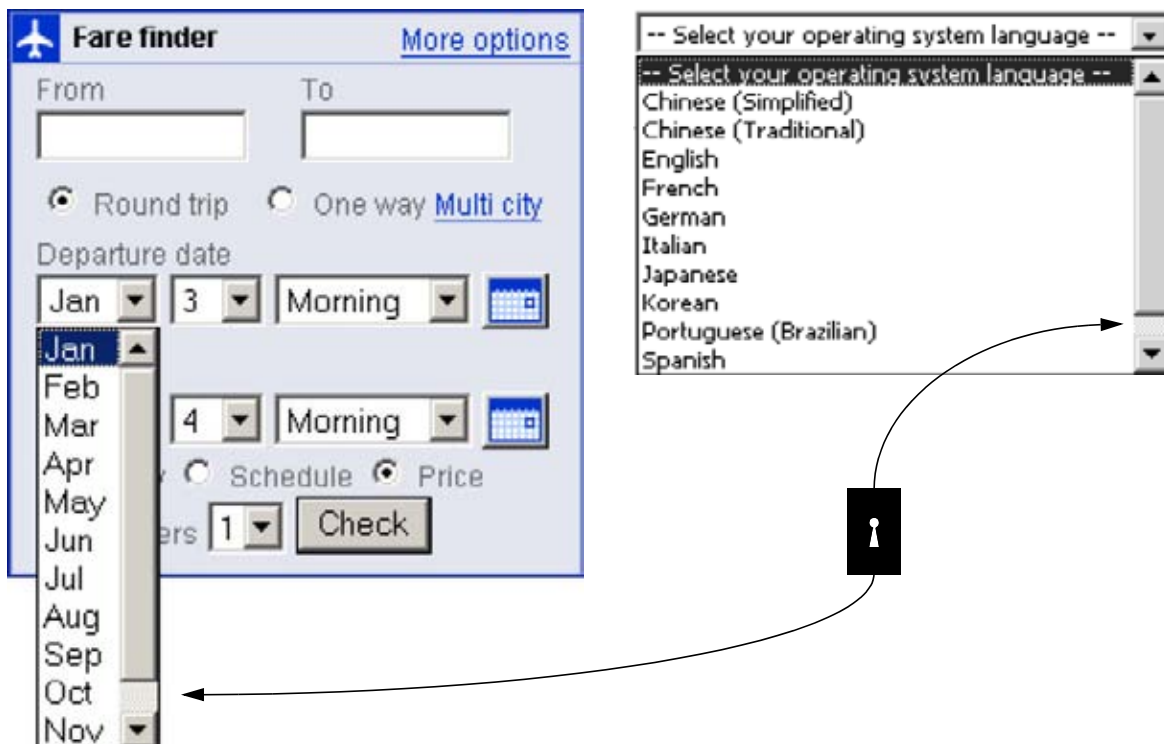 Fare finder More options
From To
Round trip One way Multi city
Departure date
Jan 3 Morning
Jan
Feb
Mar
Apr
May
Jun
Jul
Aug
Sep
Oct
Nov
4 Morning
Schedule Price
ers 1 Check
-- Select your operating system language --
-- Select your operating system language --
Chinese (Simplified)
Chinese (Traditional)
English
French
German
Italian
Japanese
Korean
Portuguese (Brazilian)
Spanish